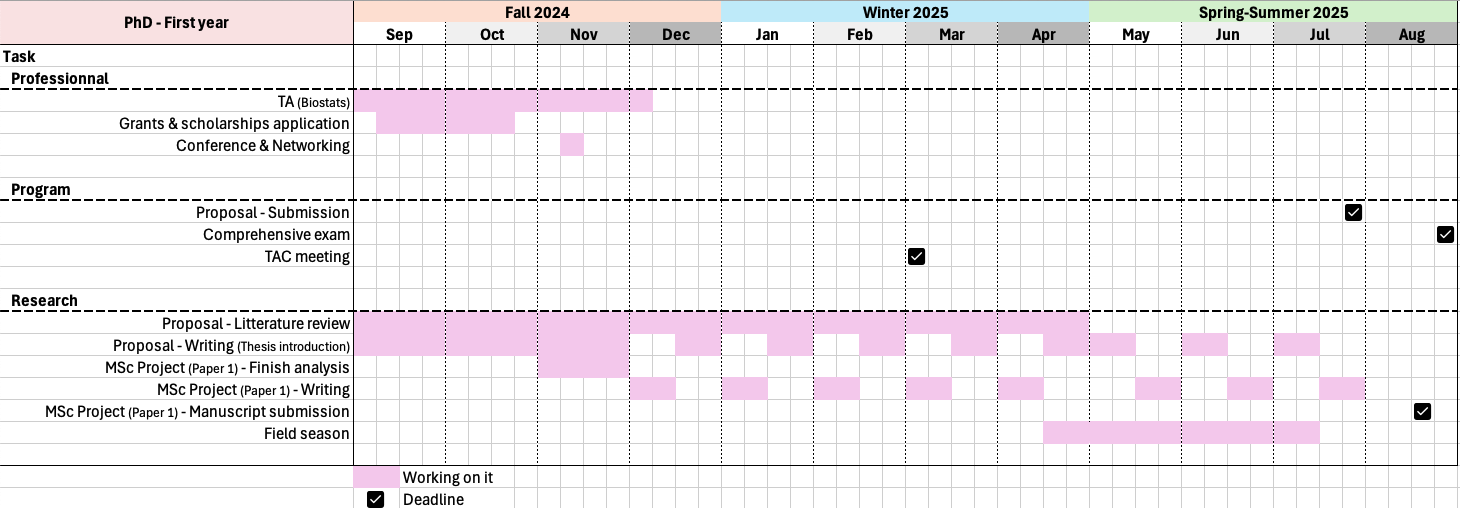 PhD - First year
Fall 2024 Winter 2025 Spring-Summer 2025
Sep Oct Nov Dec Jan Feb Mar Apr May Jun Jul Aug
Task
Professionnal
TA (Biostats)
Grants & scholarships application
Conference & Networking
Program
Proposal - Submission
Comprehensive exam
TAC meeting
Research
Proposal - Litterature review
Proposal - Writing (Thesis introduction)
MSc Project (Paper 1) - Finish analysis
MSc Project (Paper 1) - Writing
MSc Project (Paper 1) - Manuscript submission
Field season
Working on it
Deadline